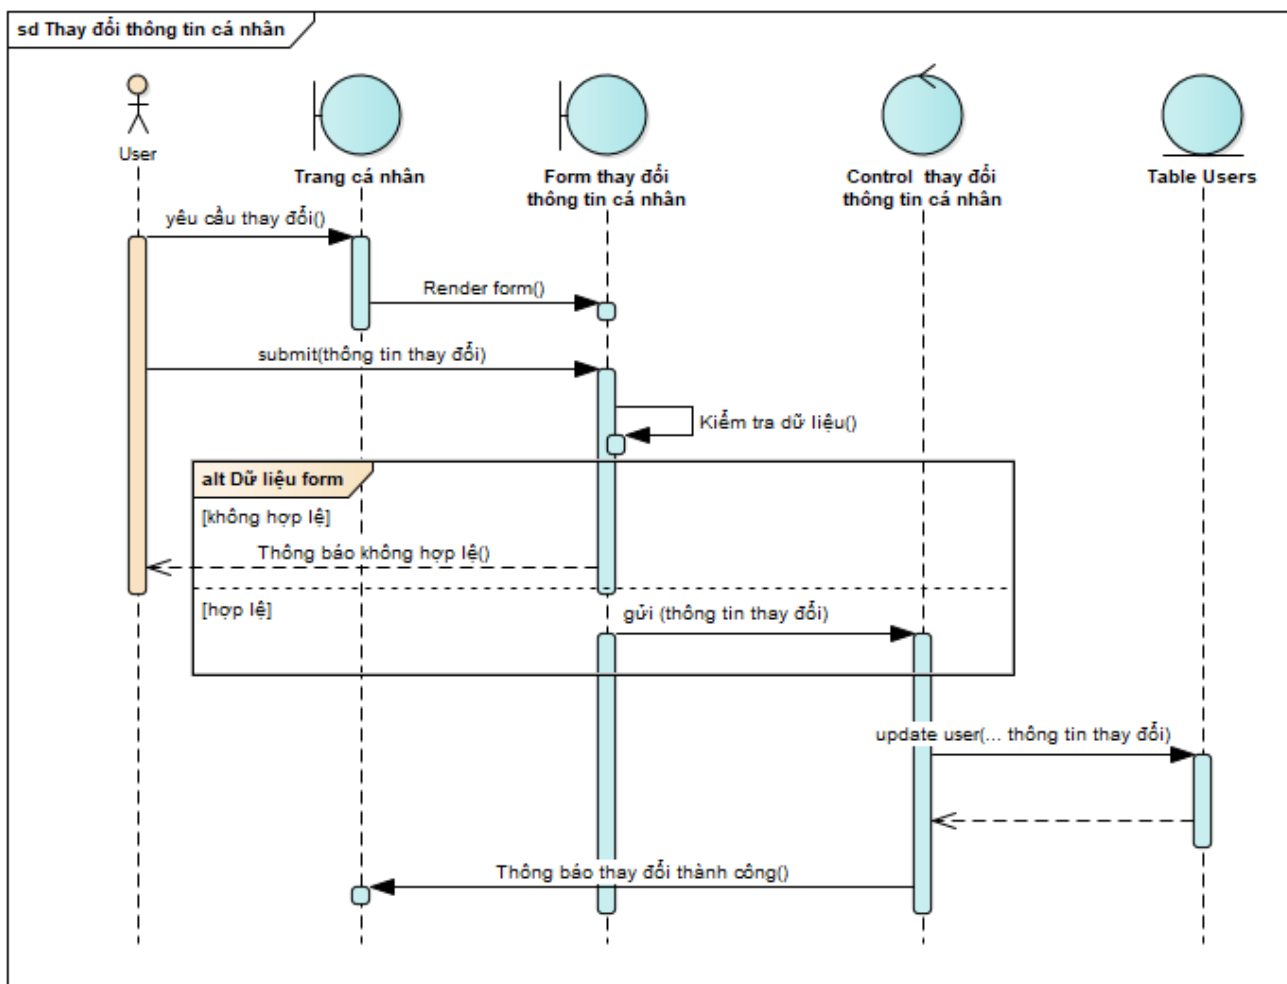 sd Thay đổi thông tin cá nhân
User
Trang cá nhân
Form thay đổi
thông tin cá nhân
Control  thay đổi
thông tin cá nhân
Table Users
yêu cầu thay đổi()
Render form()
submit(thông tin thay đổi)
Kiểm tra dữ liệu()
alt Dữ liệu form
[không hợp lệ]
Thông báo không hợp lệ()
[hợp lệ]
gửi (thông tin thay đổi)
update user(... thông tin thay đổi)
Thông báo thay đổi thành công()